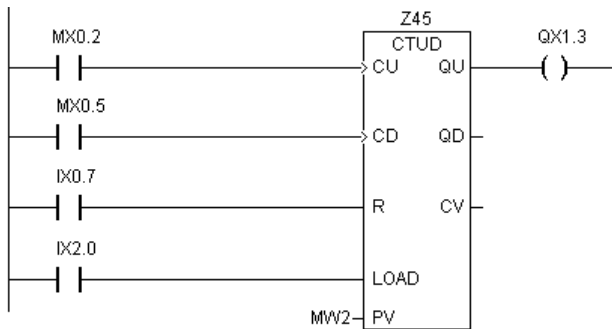 Z45
MX0.2 CTUD QX1.3
CU QU
MX0.5
CD QD
IX0.7
R CV
IX2.0
LOAD
MW2 PV